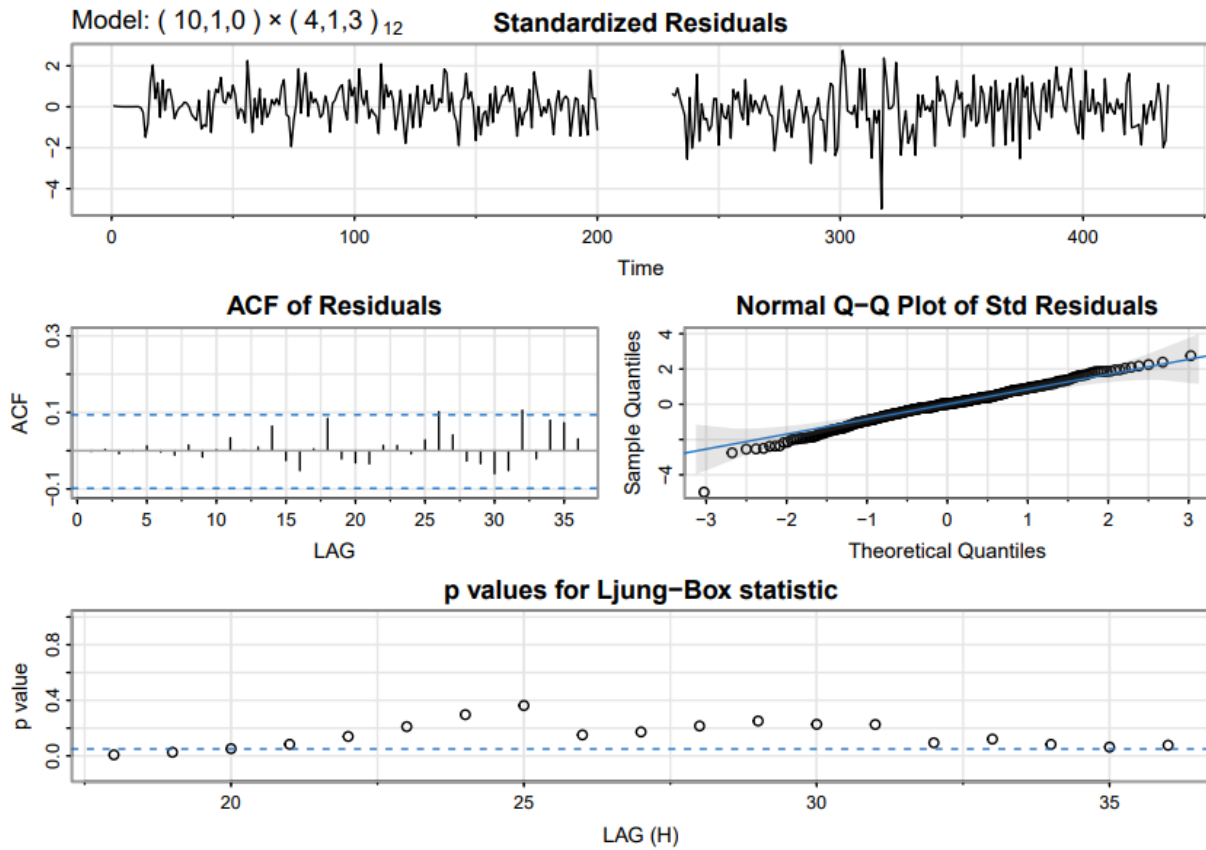 Model: ( 10,1,0 ) × ( 4,1,3 ) 12
Standardized Residuals
2
0
−2
−4
0 100 200 300 400
Time
ACF of Residuals
ACF
0.3
0.1
−0.1
0 5 10 15 20 25 30 35
LAG
Normal Q−Q Plot of Std Residuals
Sample Quantiles
4
2
0
−4
−3 −2 −1 0 1 2 3
Theoretical Quantiles
p values for Ljung−Box statistic
p value
0.8
0.4
0.0
20 25 30 35
LAG (H)